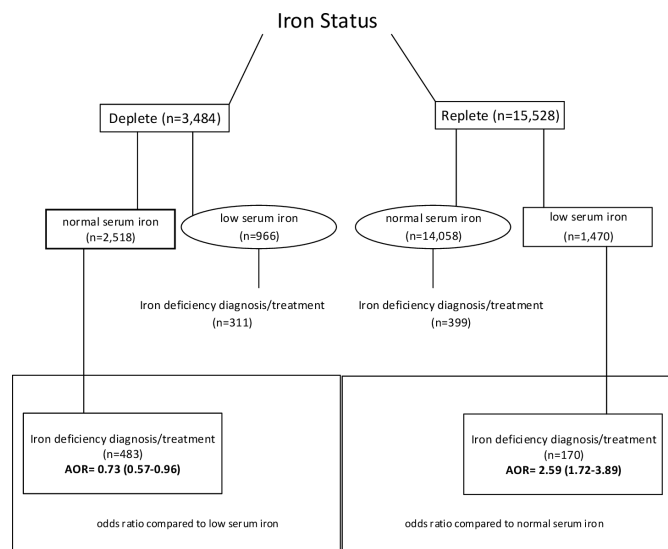 Iron Status
Deplete (n=3,484)
Replete (n=15,528)
normal serum iron
(n=2,518)
low serum iron
(n=966)
normal serum iron
(n=14,058)
low serum iron
(n=1,470)
Iron deficiency diagnosis/treatment
(n=311)
Iron deficiency diagnosis/treatment
(n=399)
Iron deficiency diagnosis/treatment
(n=483)
AOR= 0.73 (0.57-0.96)
Iron deficiency diagnosis/treatment
(n=170)
AOR= 2.59 (1.72-3.89)
odds ratio compared to low serum iron
odds ratio compared to normal serum iron